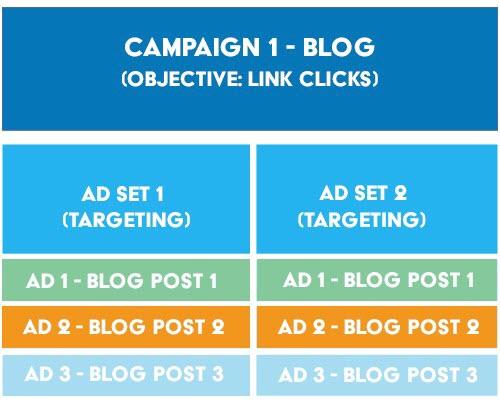 CAMPAIGN 1 - BLOG
(OBJECTIVE: LINK CLICKS)
AD SET 1
(TARGETING)
AD SET 2
(TARGETING)
AD 1 - BLOG POST 1
AD 1 - BLOG POST 1
AD 2 - BLOG POST 2
AD 2 - BLOG POST 2
AD 3 - BLOG POST 3
AD 3 - BLOG POST 3